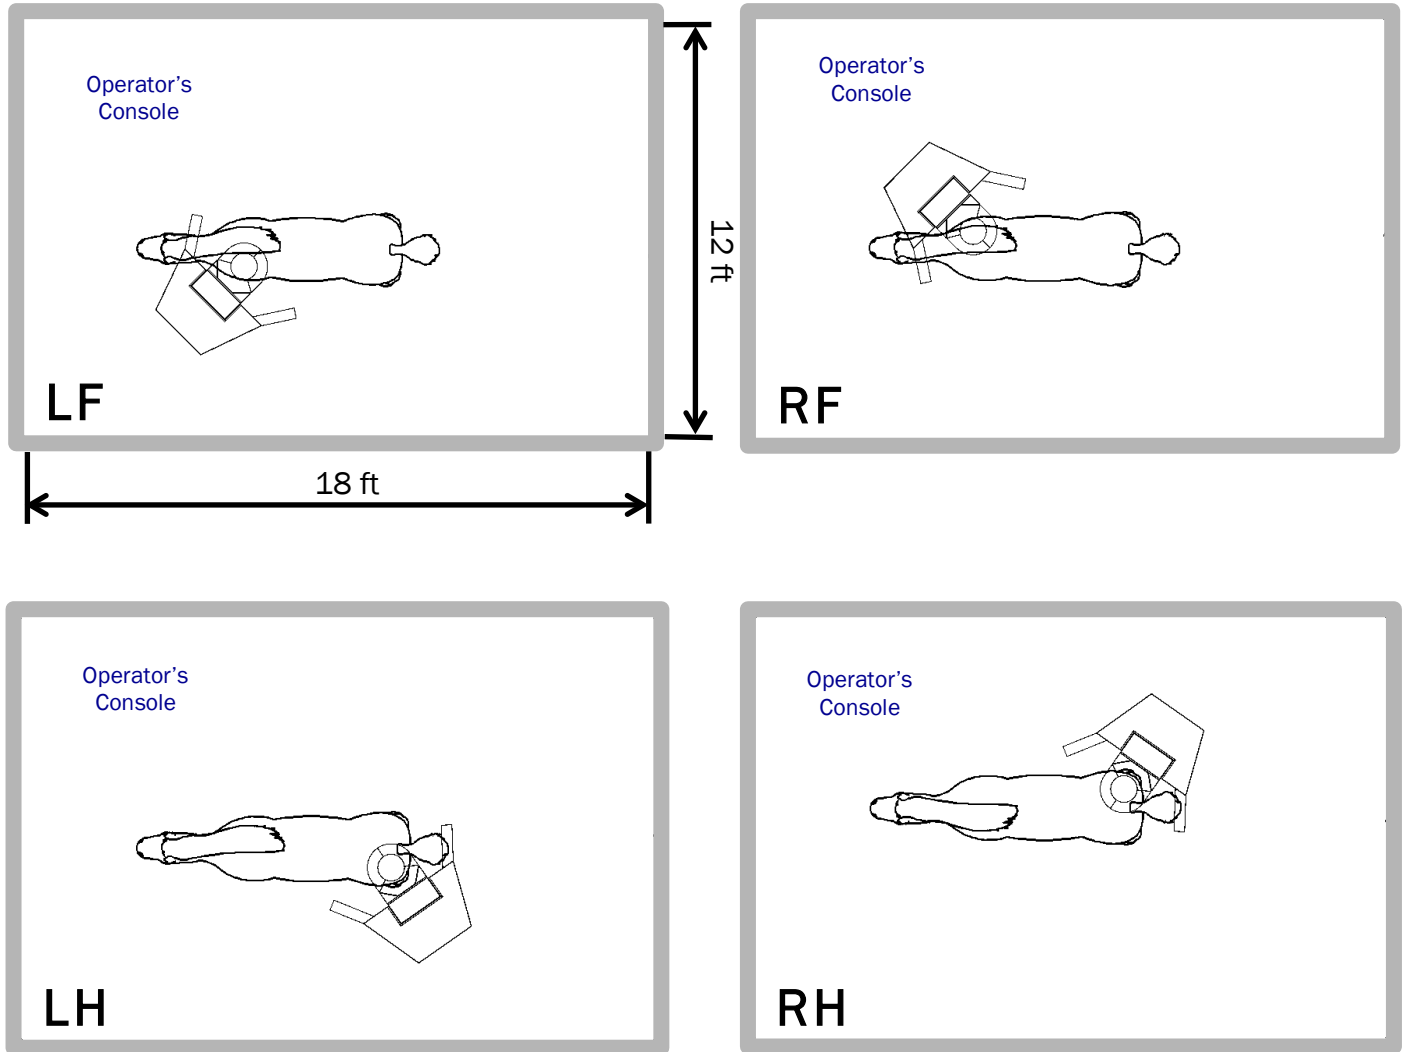 Operator's
Console
LF
12 ft
18 ft
Operator's
Console
RF
Operator's
Console
LH
Operator's
Console
RH